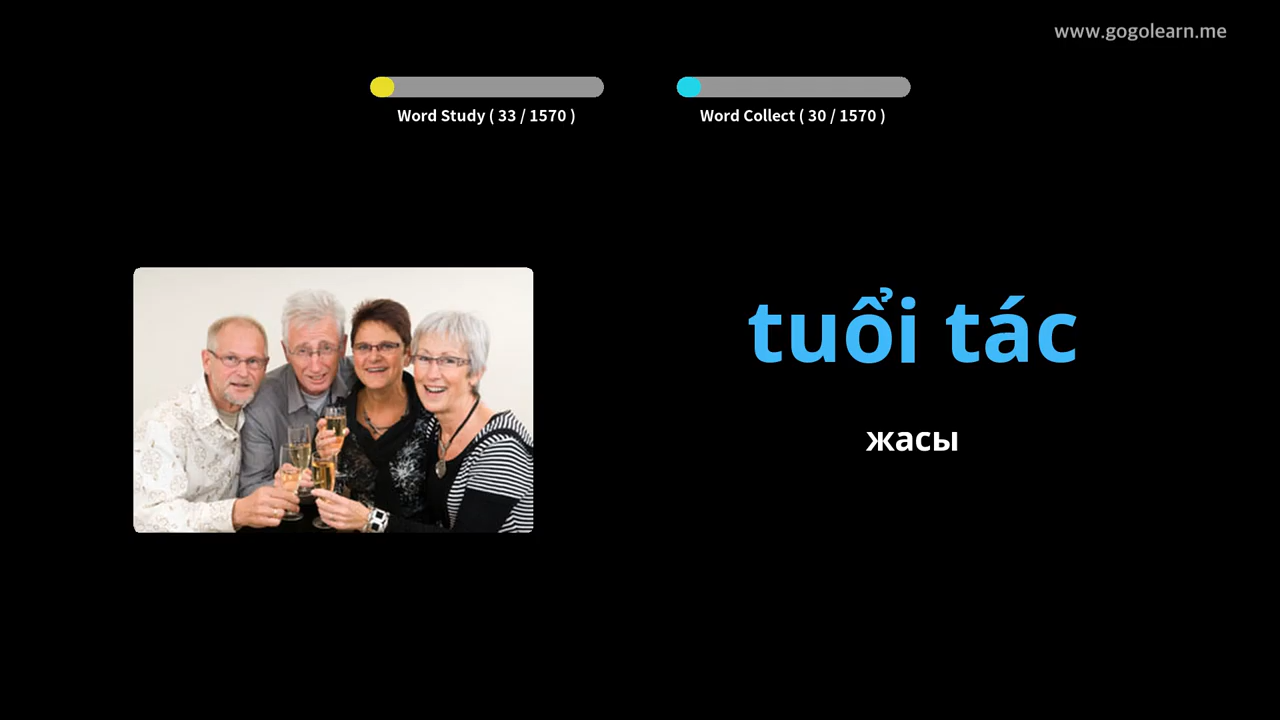 www.gogolearn.me
Word Study ( 33 / 1570 )
Word Collect ( 30 / 1570 )
tuổi tác
жасы